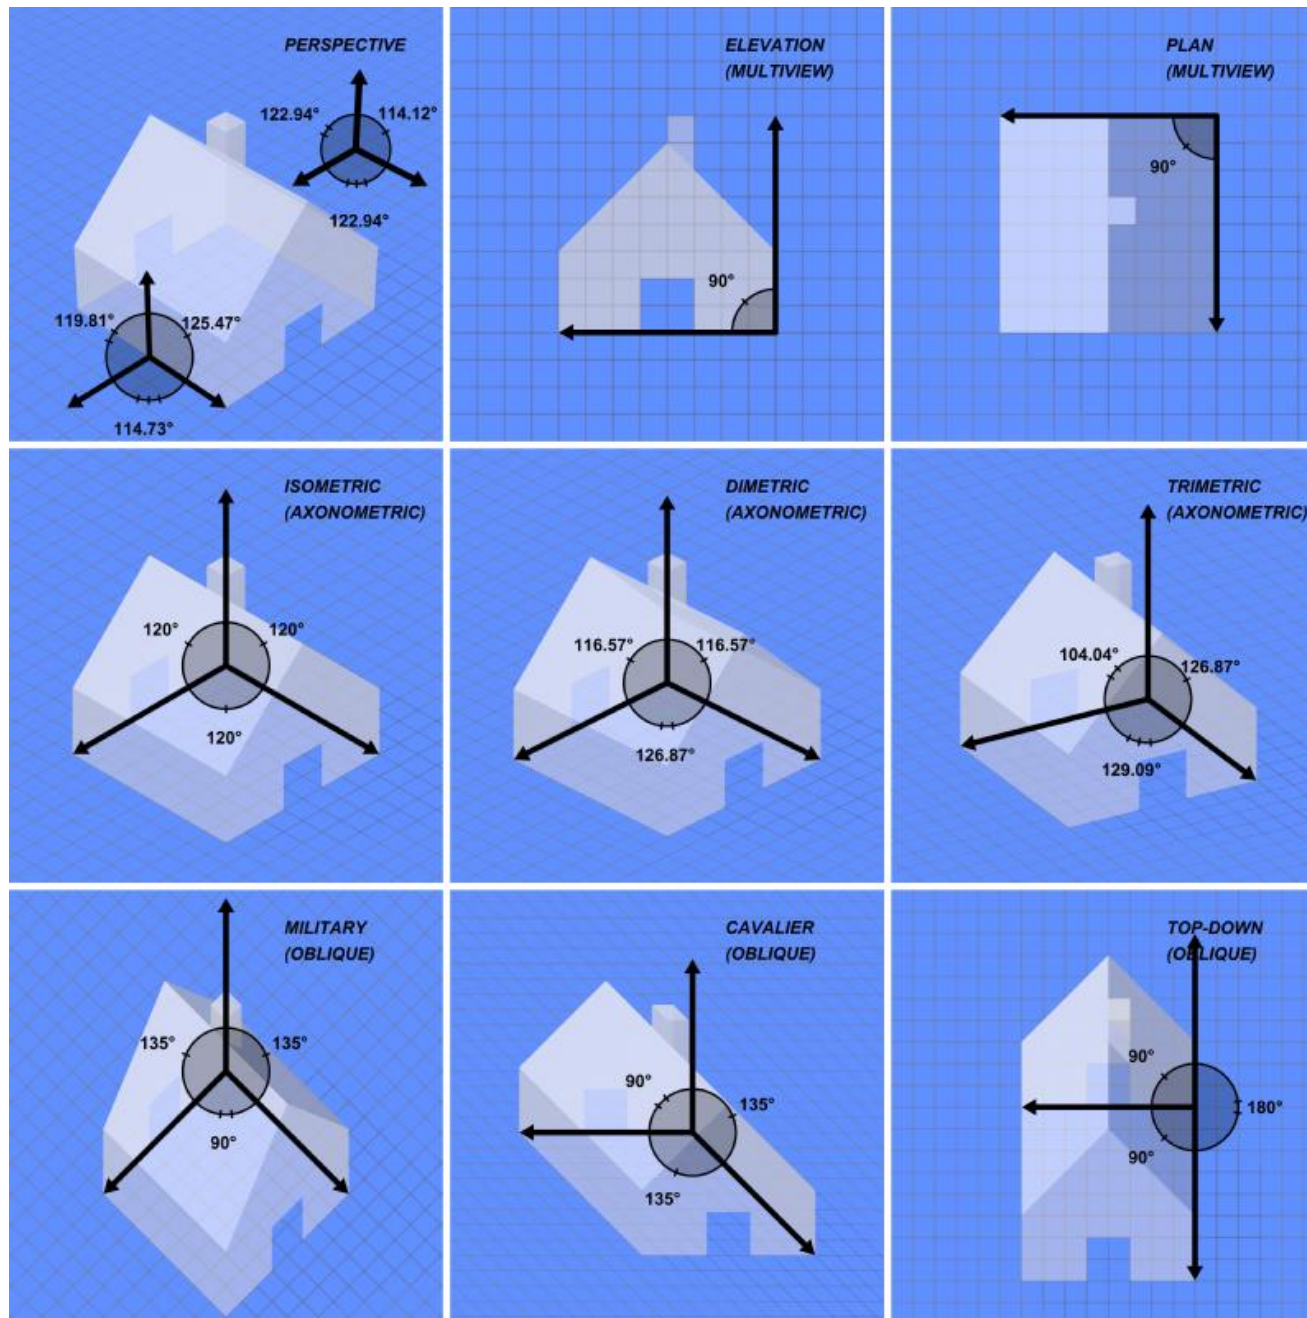 PERSPECTIVE
122.94°
114.12°
122.94°
119.81°
125.47°
114.73°
ELEVATION
(MULTIVIEW)
90°
PLAN
(MULTIVIEW)
90°
ISOMETRIC
(AXONOMETRIC)
120°
120°
120°
DIMETRIC
(AXONOMETRIC)
116.57°
116.57°
126.87°
TRIMETRIC
(AXONOMETRIC)
104.04°
126.87°
129.09°
MILITARY
(OBLIQUE)
135°
135°
90°
CAVALIER
(OBLIQUE)
90°
135°
135°
TOP-DOWN
(OBLIQUE)
90°
180°
90°